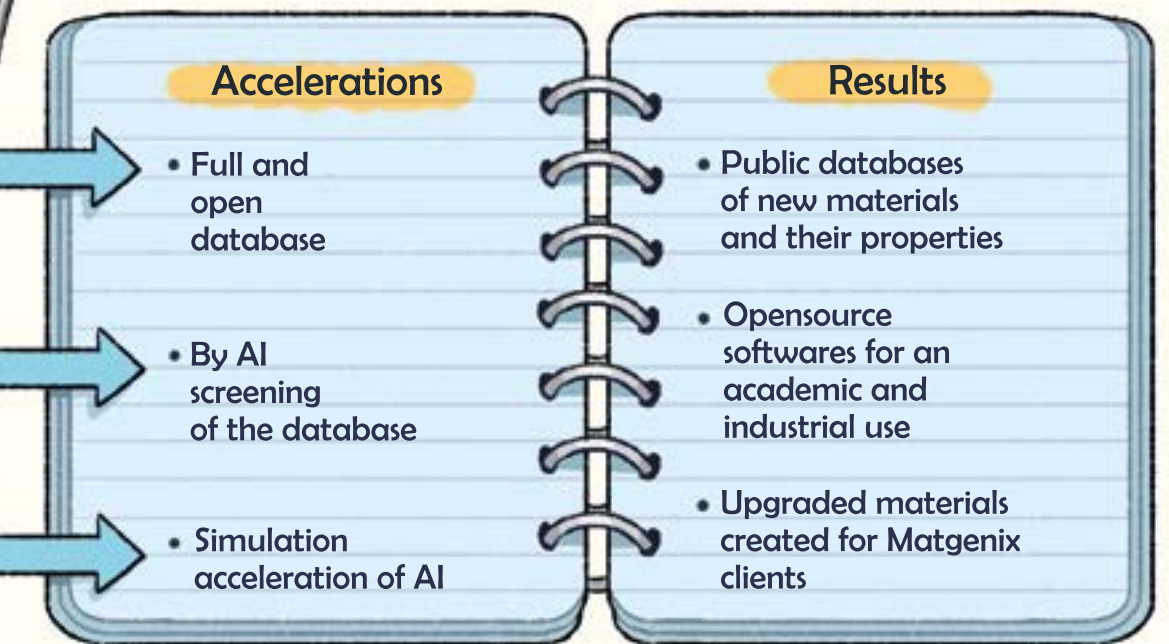 Accelerations
• Full and
open
database
• By AI
screening
of the database
• Simulation
acceleration of AI
Results
• Public databases
of new materials
and their properties
• Opensource
softwares for an
academic and
industrial use
• Upgraded materials
created for Matgenix
clients